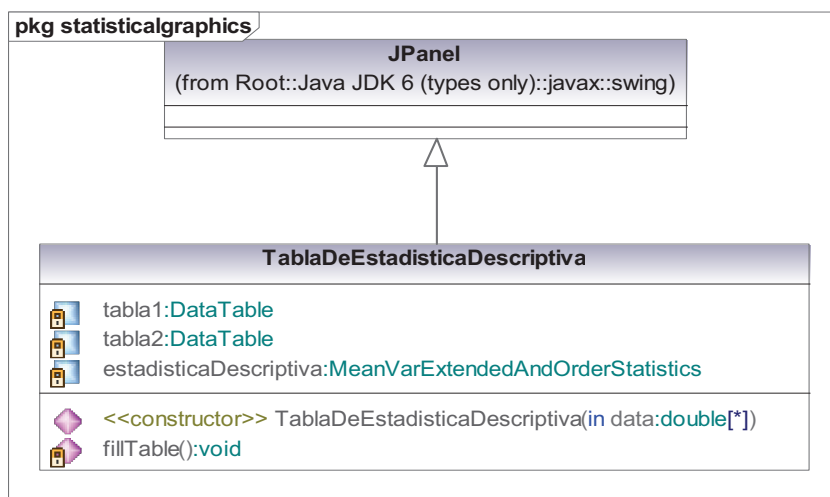 pkg statisticalgraphics
JPanel
(from Root::Java JDK 6 (types only)::javax::swing)
TablaDeEstadisticaDescriptiva
tabla1:DataTable
tabla2:DataTable
estadisticaDescriptiva:MeanVarExtendedAndOrderStatistics
<<constructor>> TablaDeEstadisticaDescriptiva(in data:double[*])
fillTable():void